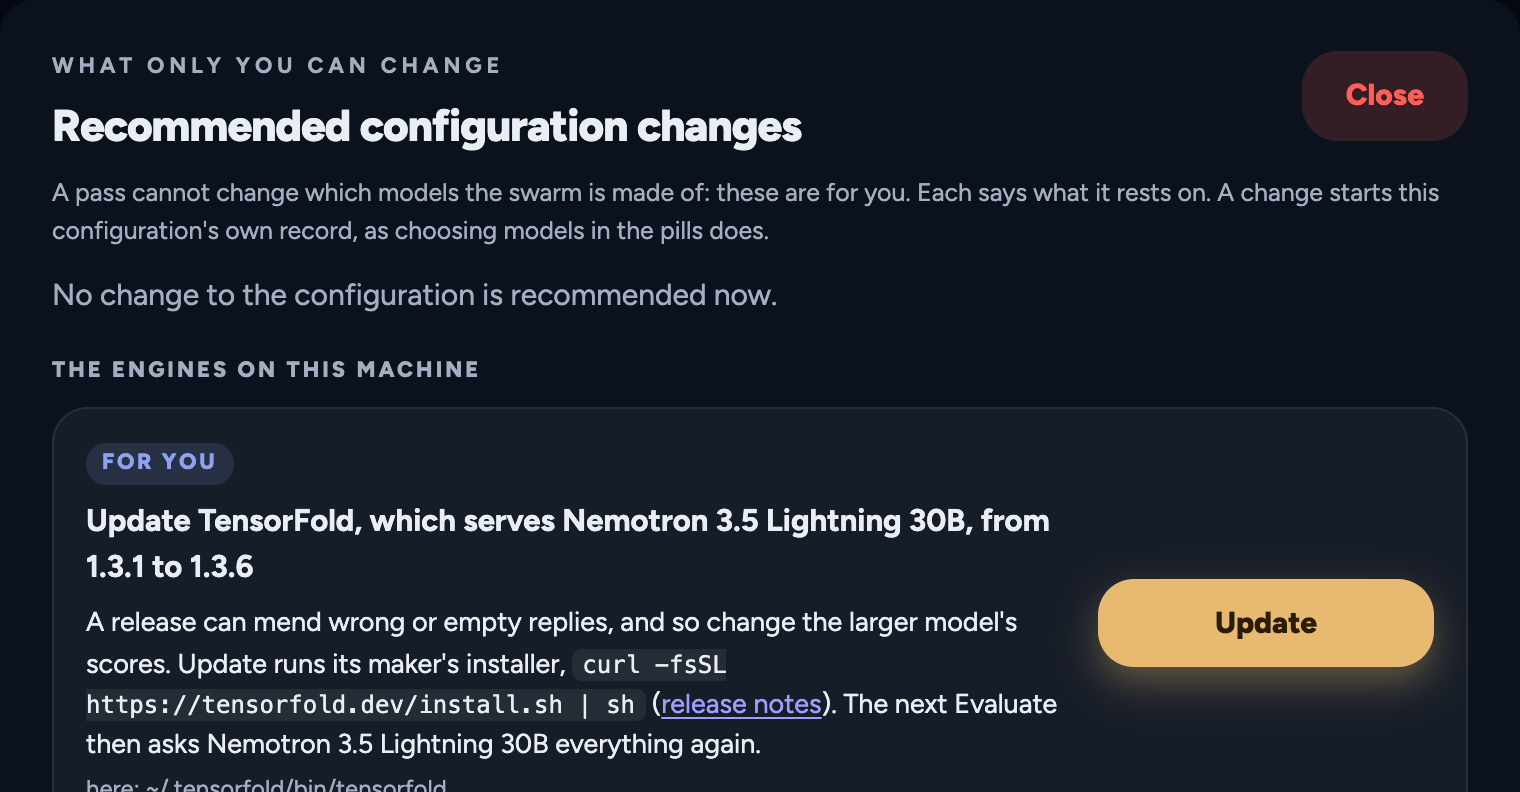 WHAT ONLY YOU CAN CHANGE
Close
Recommended configuration changes
A pass cannot change which models the swarm is made of: these are for you. Each says what it rests on. A change starts this
configuration's own record, as choosing models in the pills does.
No change to the configuration is recommended now.
THE ENGINES ON THIS MACHINE
FOR YOU
Update TensorFold, which serves Nemotron 3.5 Lightning 30B, from
1.3.1 to 1.3.6
A release can mend wrong or empty replies, and so change the larger model's
scores. Update runs its maker's installer, curl -fsSL
https://tensorfold.dev/install.sh | sh (release notes). The next Evaluate
then asks Nemotron 3.5 Lightning 30B everything again.
Update
here: ~/.tensorfold/bin/tensorfold